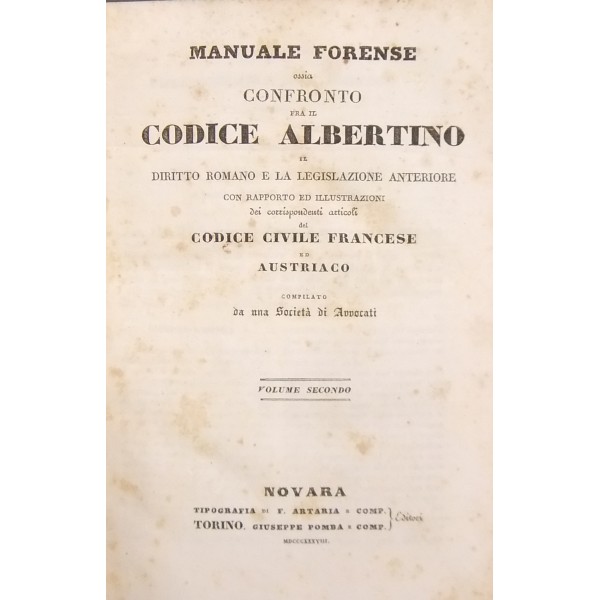 MANUALE FORENSE
ossia
CONFRONTO
FRA IL
CODICE ALBERTINO
IL
DIRITTO ROMANO E LA LEGISLAZIONE ANTERIORE
CON RAPPORTO ED ILLUSTRAZIONI
dei corrispondenti articoli
del
CODICE CIVILE FRANCESE
ED
AUSTRIACO
COMPILATO
da una Società di Avvocati
VOLUME SECONDO
NOVARA
TIPOGRAFIA DI F. ARTARIA E COMP.
TORINO. GIUSEPPE POMBA E COMP.
Editori
MDCCCXXXVIII.